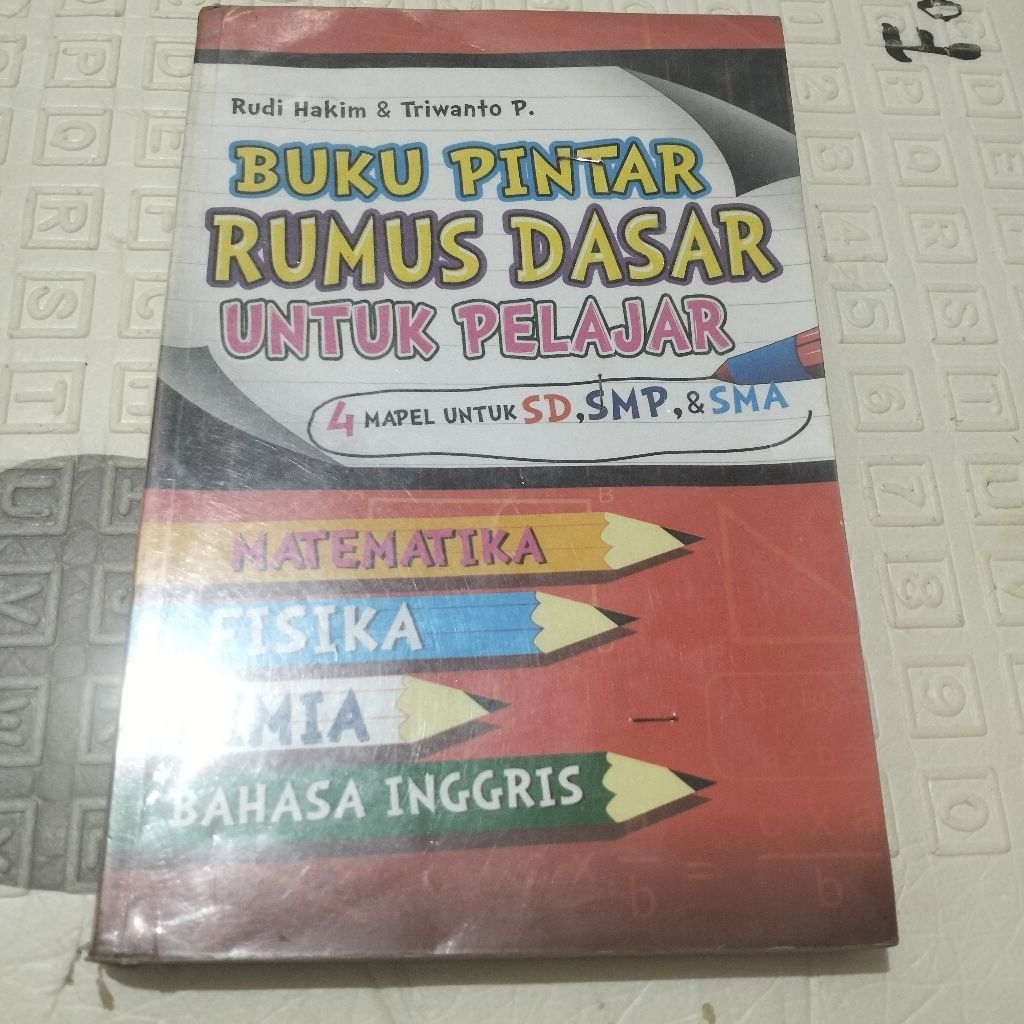 Rudi Hakim & Triwanto P.
BUKU PINTAR
RUMUS DASAR
UNTUK PELAJAR
4 MAPEL UNTUK SD, SMP, & SMA
MATEMATIKA
FISIKA
BAHASA INGGRIS